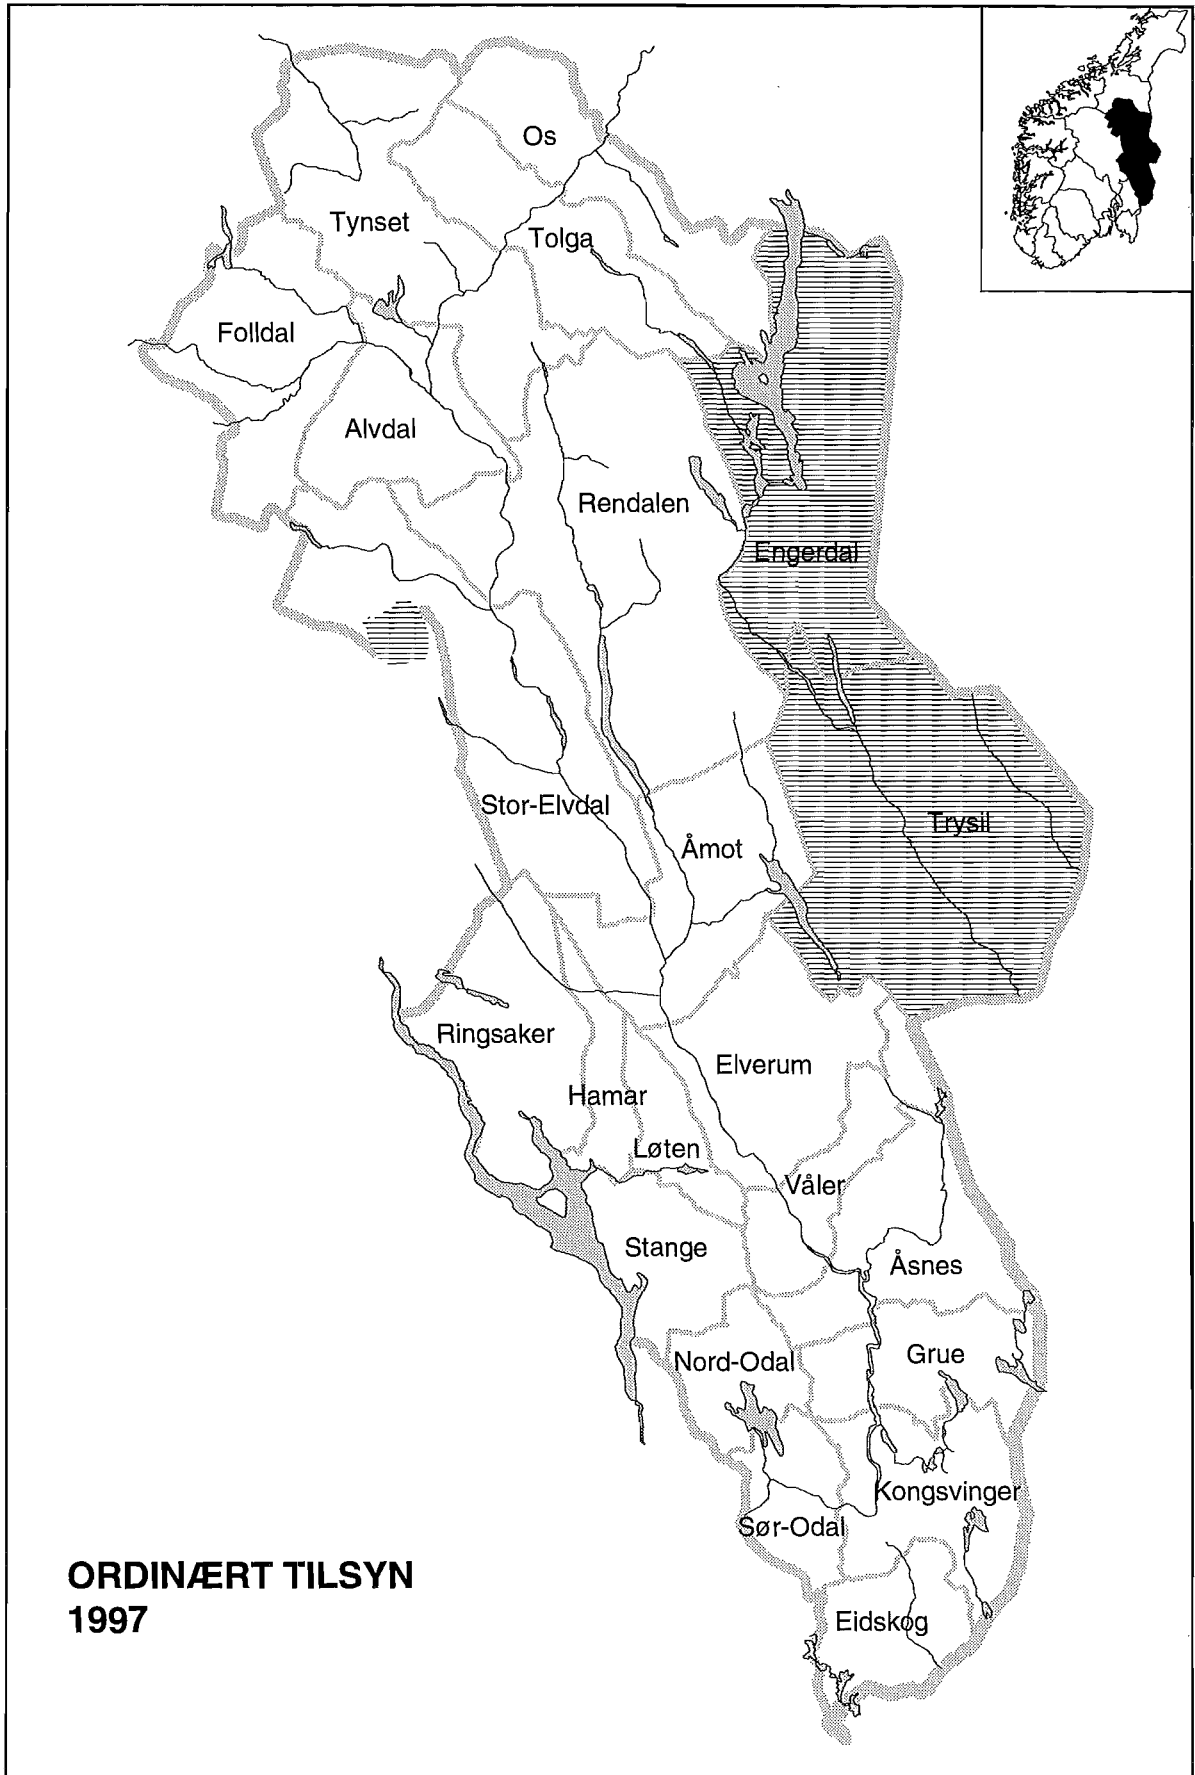 Os
Tynset
Tolga
Folldal
Alvdal
Rendalen
Engerdal
Stor-Elvdal
Trysil
Åmot
Ringsaker
Elverum
Hamar
Løten
Våler
Stange
Åsnes
Nord-Odal
Grue
Kongsvinger
Sør-Odal
Eidskog
ORDINÆRT TILSYN
1997